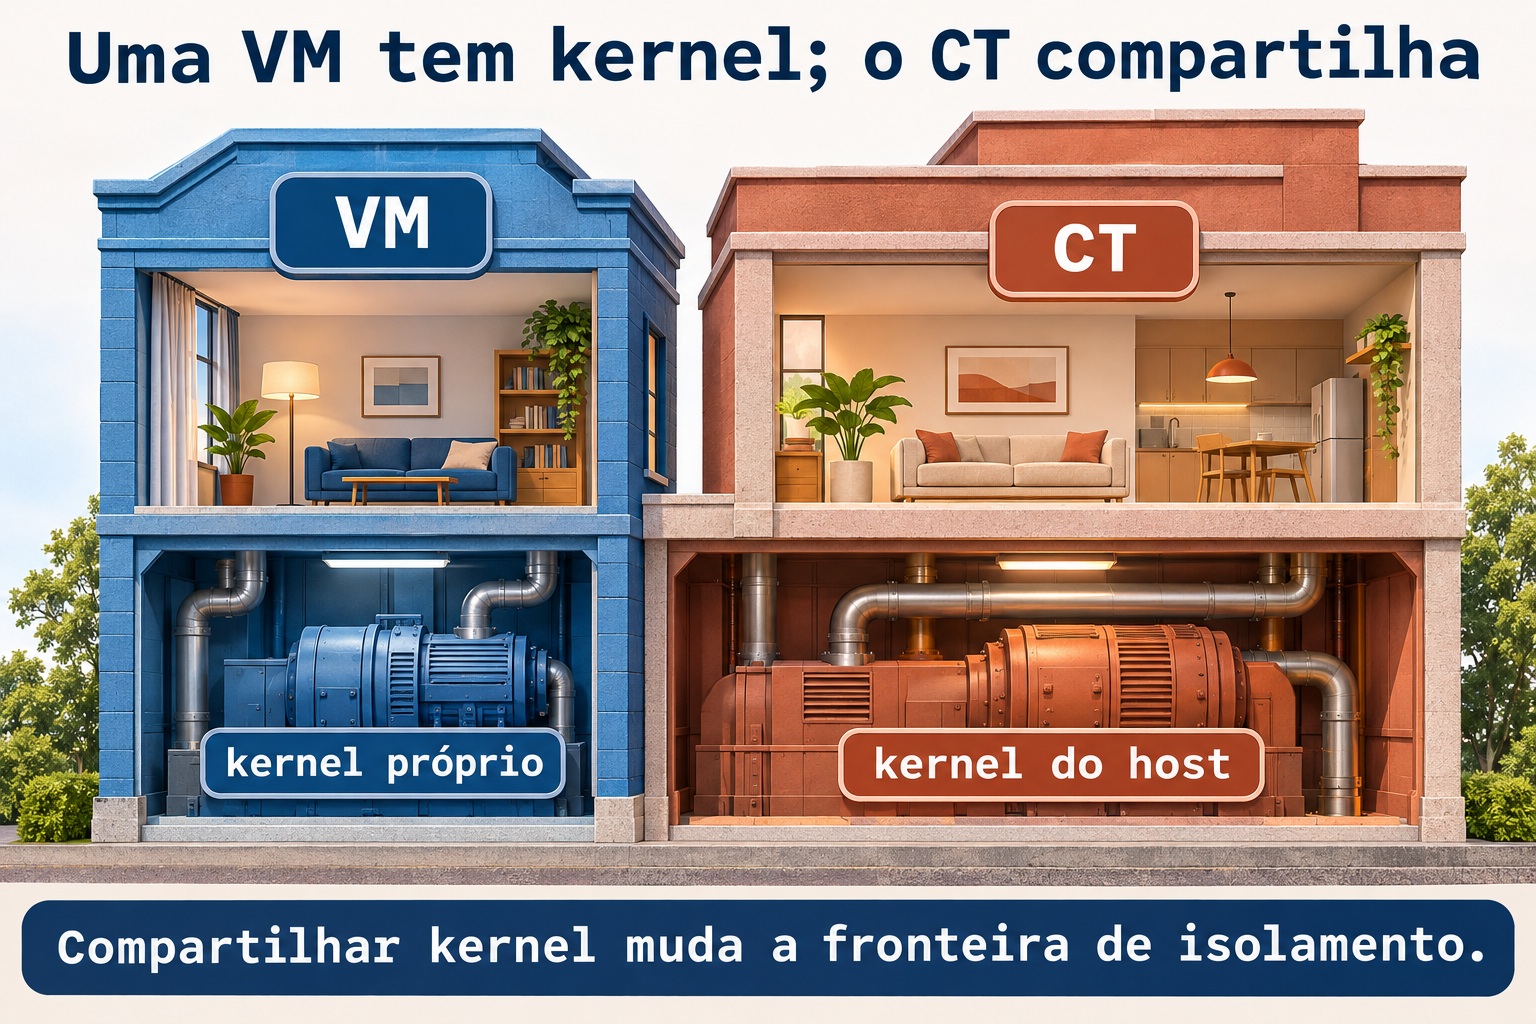 Uma VM tem kernel; o CT compartilha
VM
CT
kernel próprio
kernel do host
Compartilhar kernel muda a fronteira de isolamento.